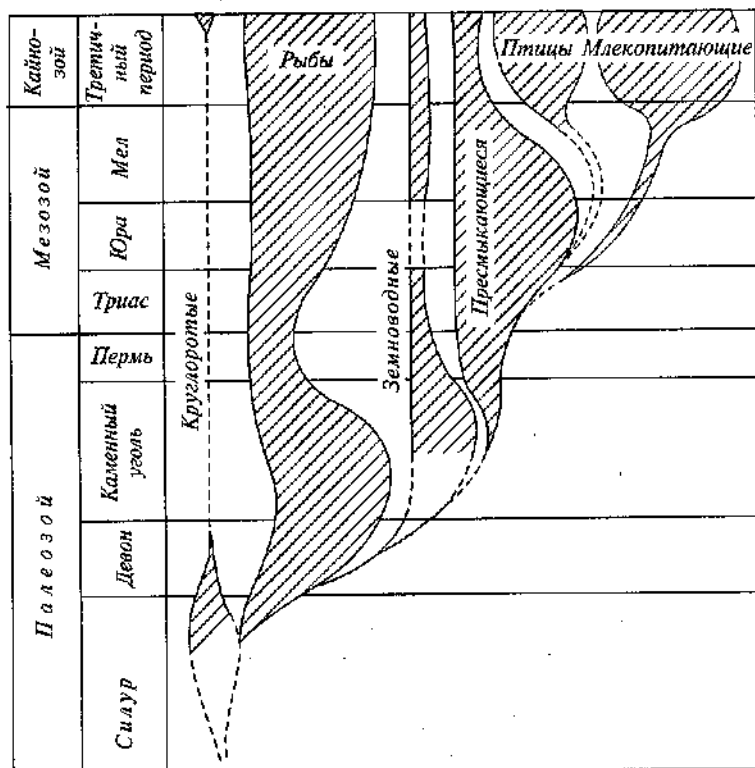 Кайно-
зой
Третич-
ный
период
Мезозой
Мел
Юра
Триас
Палеозой
Пермь
Каменный
уголь
Девон
Силур
Круглоротые
Рыбы
Земноводные
Пресмыкающиеся
Птицы
Млекопитающие